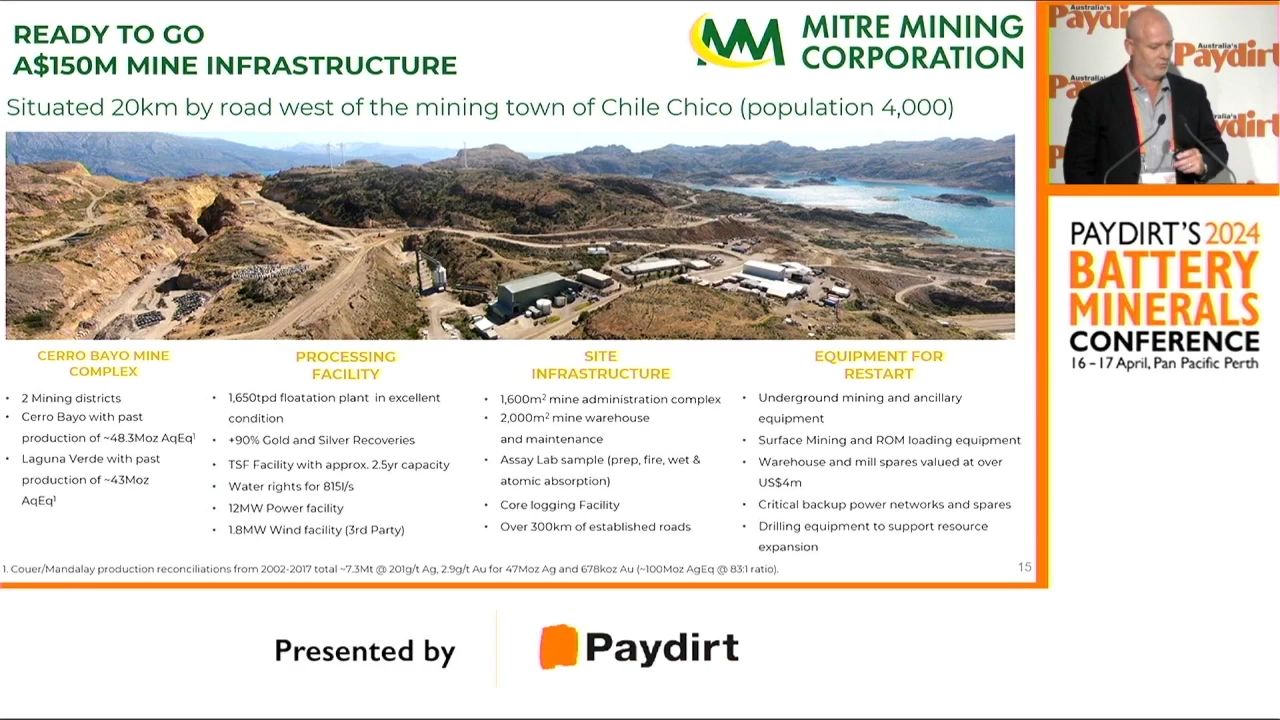 READY TO GO
A$150M MINE INFRASTRUCTURE
MITRE MINING
CORPORATION
Situated 20km by road west of the mining town of Chile Chico (population 4,000)
CERRO BAYO MINE
COMPLEX
• 2 Mining districts
• Cerro Bayo with past
production of ~48.3Moz AqEq¹
• Laguna Verde with past
production of ~43Moz
AqEq¹
PROCESSING
FACILITY
• 1,650tpd floatation plant in excellent
condition
• +90% Gold and Silver Recoveries
• TSF Facility with approx. 2.5yr capacity
• Water rights for 815l/s
• 12MW Power facility
• 1.8MW Wind facility (3rd Party)
SITE
INFRASTRUCTURE
• 1,600m² mine administration complex
• 2,000m² mine warehouse
and maintenance
• Assay Lab sample (prep, fire, wet &
atomic absorption)
• Core logging Facility
• Over 300km of established roads
EQUIPMENT FOR
RESTART
• Underground mining and ancillary
equipment
• Surface Mining and ROM loading equipment
• Warehouse and mill spares valued at over
US$4m
• Critical backup power networks and spares
• Drilling equipment to support resource
expansion
1. Couer/Mandalay production reconciliations from 2002-2017 total ~7.3Mt @ 201g/t Ag, 2.9g/t Au for 47Moz Ag and 678koz Au (~100Moz AgEq @ 83:1 ratio).
15
Australia's
Paydirt
Australia's
Paydirt
PAYDIRT'S 2024
BATTERY
MINERALS
CONFERENCE
16 – 17 April, Pan Pacific Perth
Presented by
Paydirt